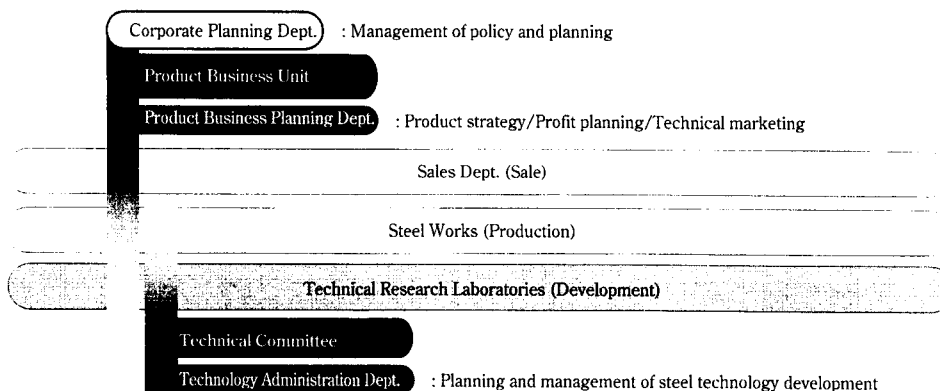 Corporate Planning Dept. : Management of policy and planning
Product Business Unit
Product Business Planning Dept. : Product strategy/Profit planning/Technical marketing
Sales Dept. (Sale)
Steel Works (Production)
Technical Research Laboratories (Development)
Technical Committee
Technology Administration Dept. : Planning and management of steel technology development